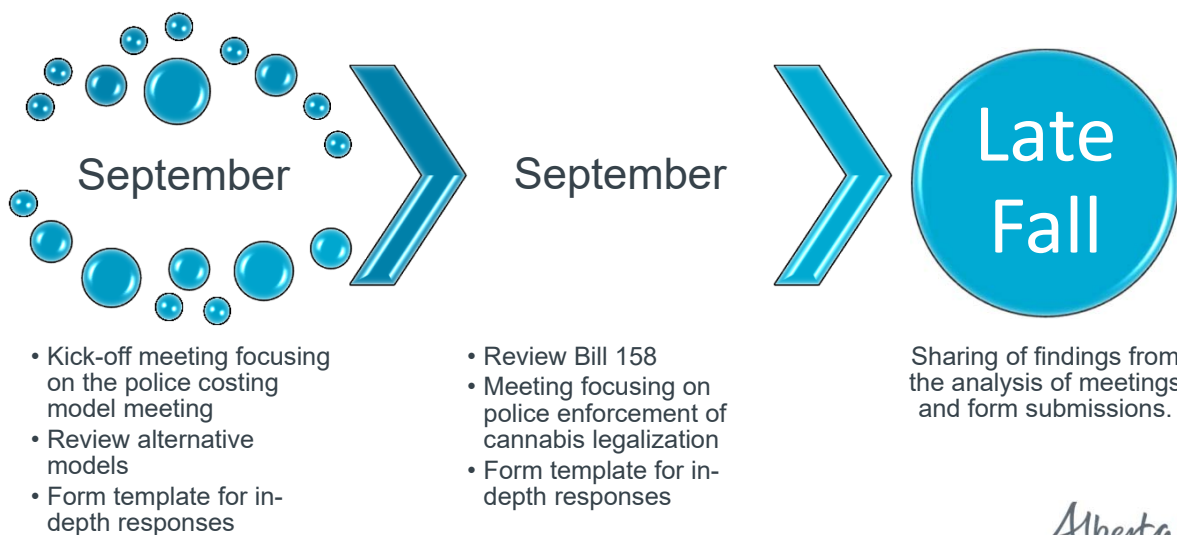 September
• Kick-off meeting focusing
on the police costing
model meeting
• Review alternative
models
• Form template for in-
depth responses
September
• Review Bill 158
• Meeting focusing on
police enforcement of
cannabis legalization
• Form template for in-
depth responses
Late
Fall
Sharing of findings from
the analysis of meetings
and form submissions.
Alberta